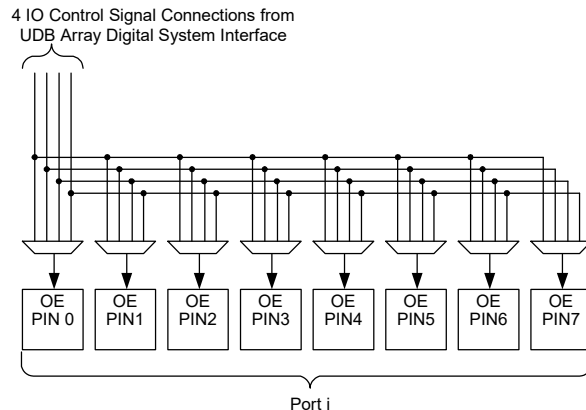 4 IO Control Signal Connections from
UDB Array Digital System Interface
OE OE OE OE OE OE OE OE
PIN 0 PIN1 PIN2 PIN3 PIN4 PIN5 PIN6 PIN7
Port i